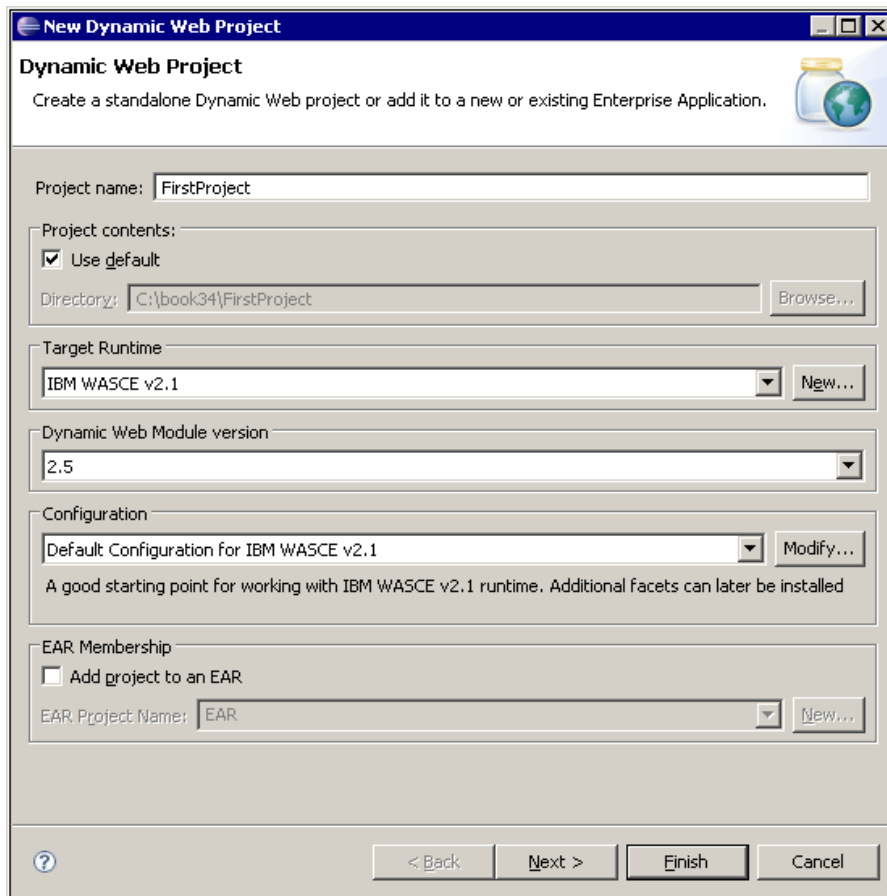 New Dynamic Web Project
Dynamic Web Project
Create a standalone Dynamic Web project or add it to a new or existing Enterprise Application.
Project name: FirstProject
Project contents:
Use default
Directory: C:\book34\FirstProject Browse...
Target Runtime
IBM WASCE v2.1 New...
Dynamic Web Module version
2.5
Configuration
Default Configuration for IBM WASCE v2.1 Modify...
A good starting point for working with IBM WASCE v2.1 runtime. Additional facets can later be installed
EAR Membership
Add project to an EAR
EAR Project Name: EAR New...
? < Back Next > Finish Cancel